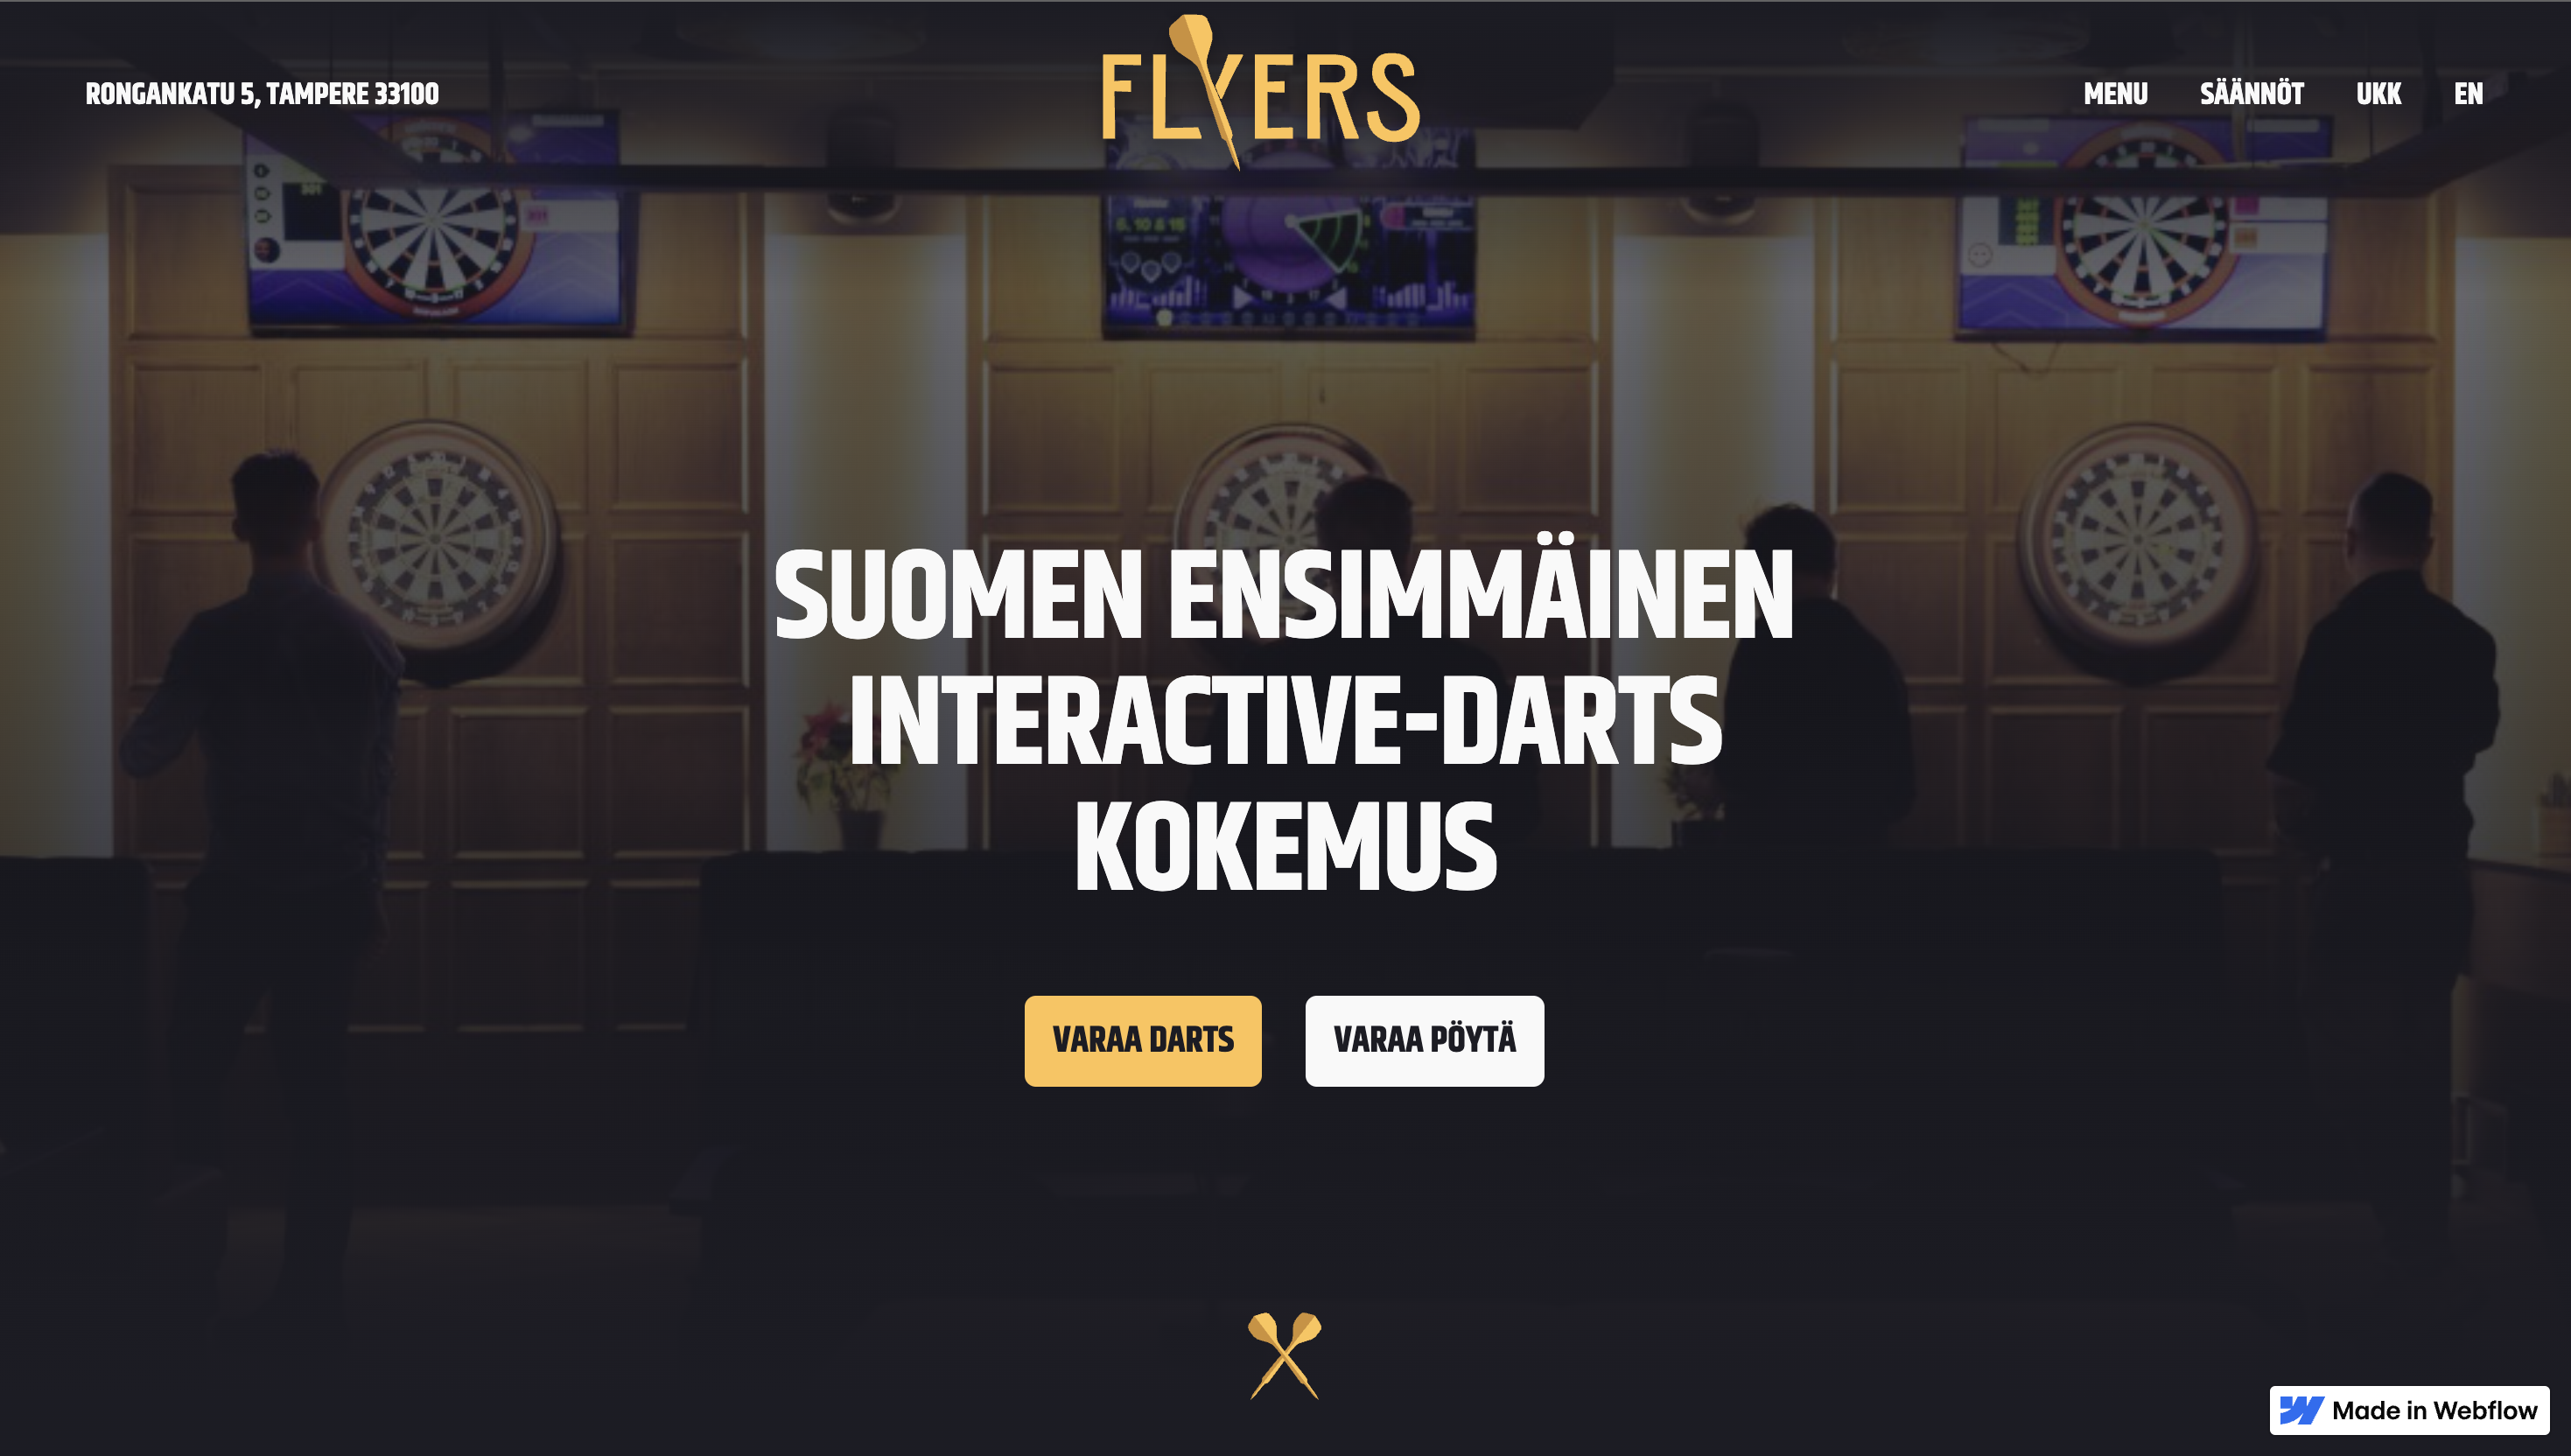 RONGANKATU 5, TAMPERE 33100
FLYERS
MENU SÄÄNNÖT UKK EN
SUOMEN ENSIMMÄINEN
INTERACTIVE-DARTS
KOKEMUS
VARAA DARTS
VARAA PÖYTÄ
Made in Webflow